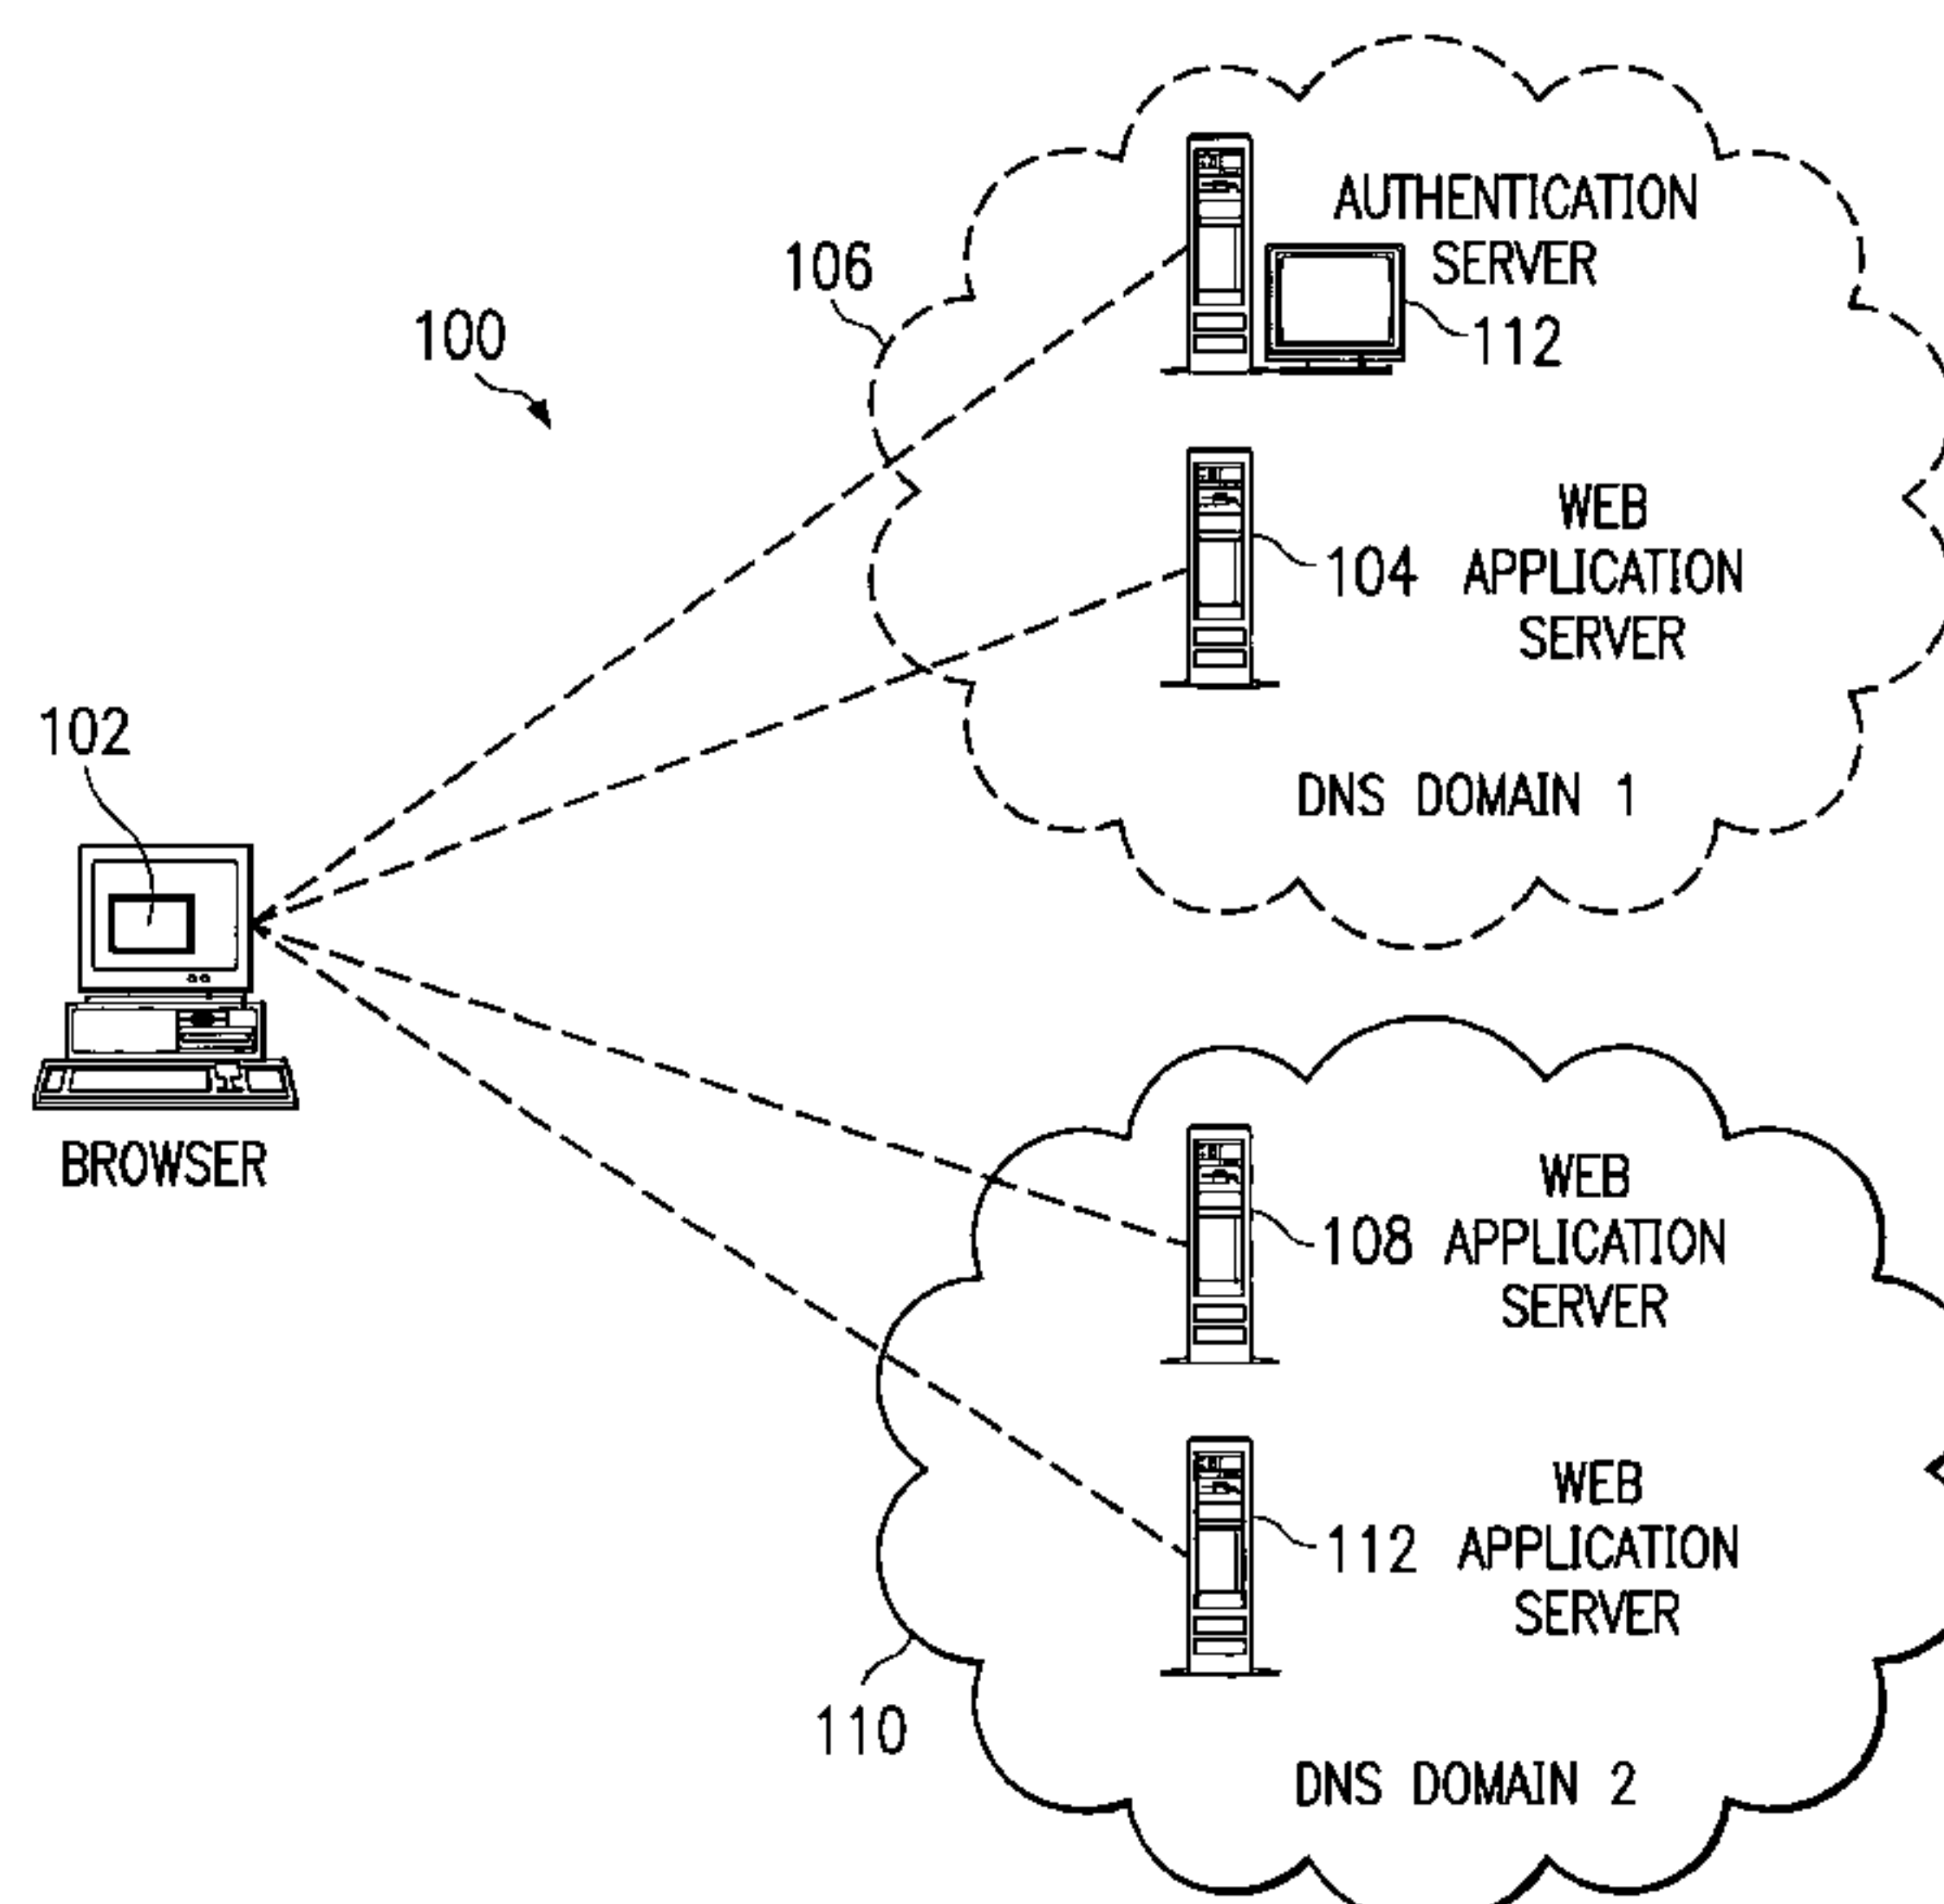 AUTHENTICATION
SERVER
106
100
112
WEB
104 APPLICATION
SERVER
102
DNS DOMAIN 1
BROWSER
WEB
108 APPLICATION
SERVER
WEB
112 APPLICATION
SERVER
110
DNS DOMAIN 2